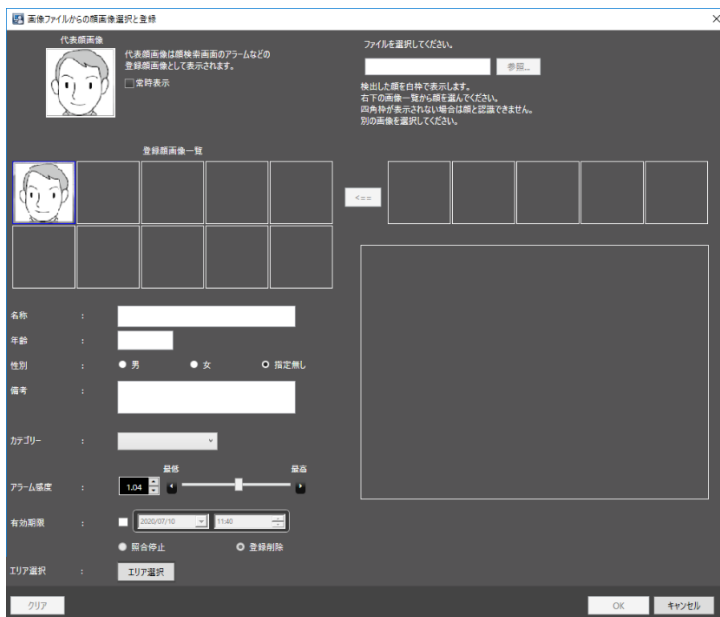 画像ファイルからの顔画像選択と登録
代表顔画像
代表顔画像は顔検索画面のアラームなどの
登録顔画像として表示されます。
常時表示
ファイルを選択してください。
参照...
検出した顔を白枠で表示します。
右下の画像一覧から顔を選んでください。
四角枠が表示されない場合は顔と認識できません。
別の画像を選択してください。
登録顔画像一覧
<==
名称 :
年齢 :
性別 : 男 女 指定無し
備考 :
カテゴリー :
最低 最高
アラーム感度 : 1.04
有効期限 : 2020/07/10 11:40
照合停止 登録削除
エリア選択 : エリア選択
クリア OK キャンセル